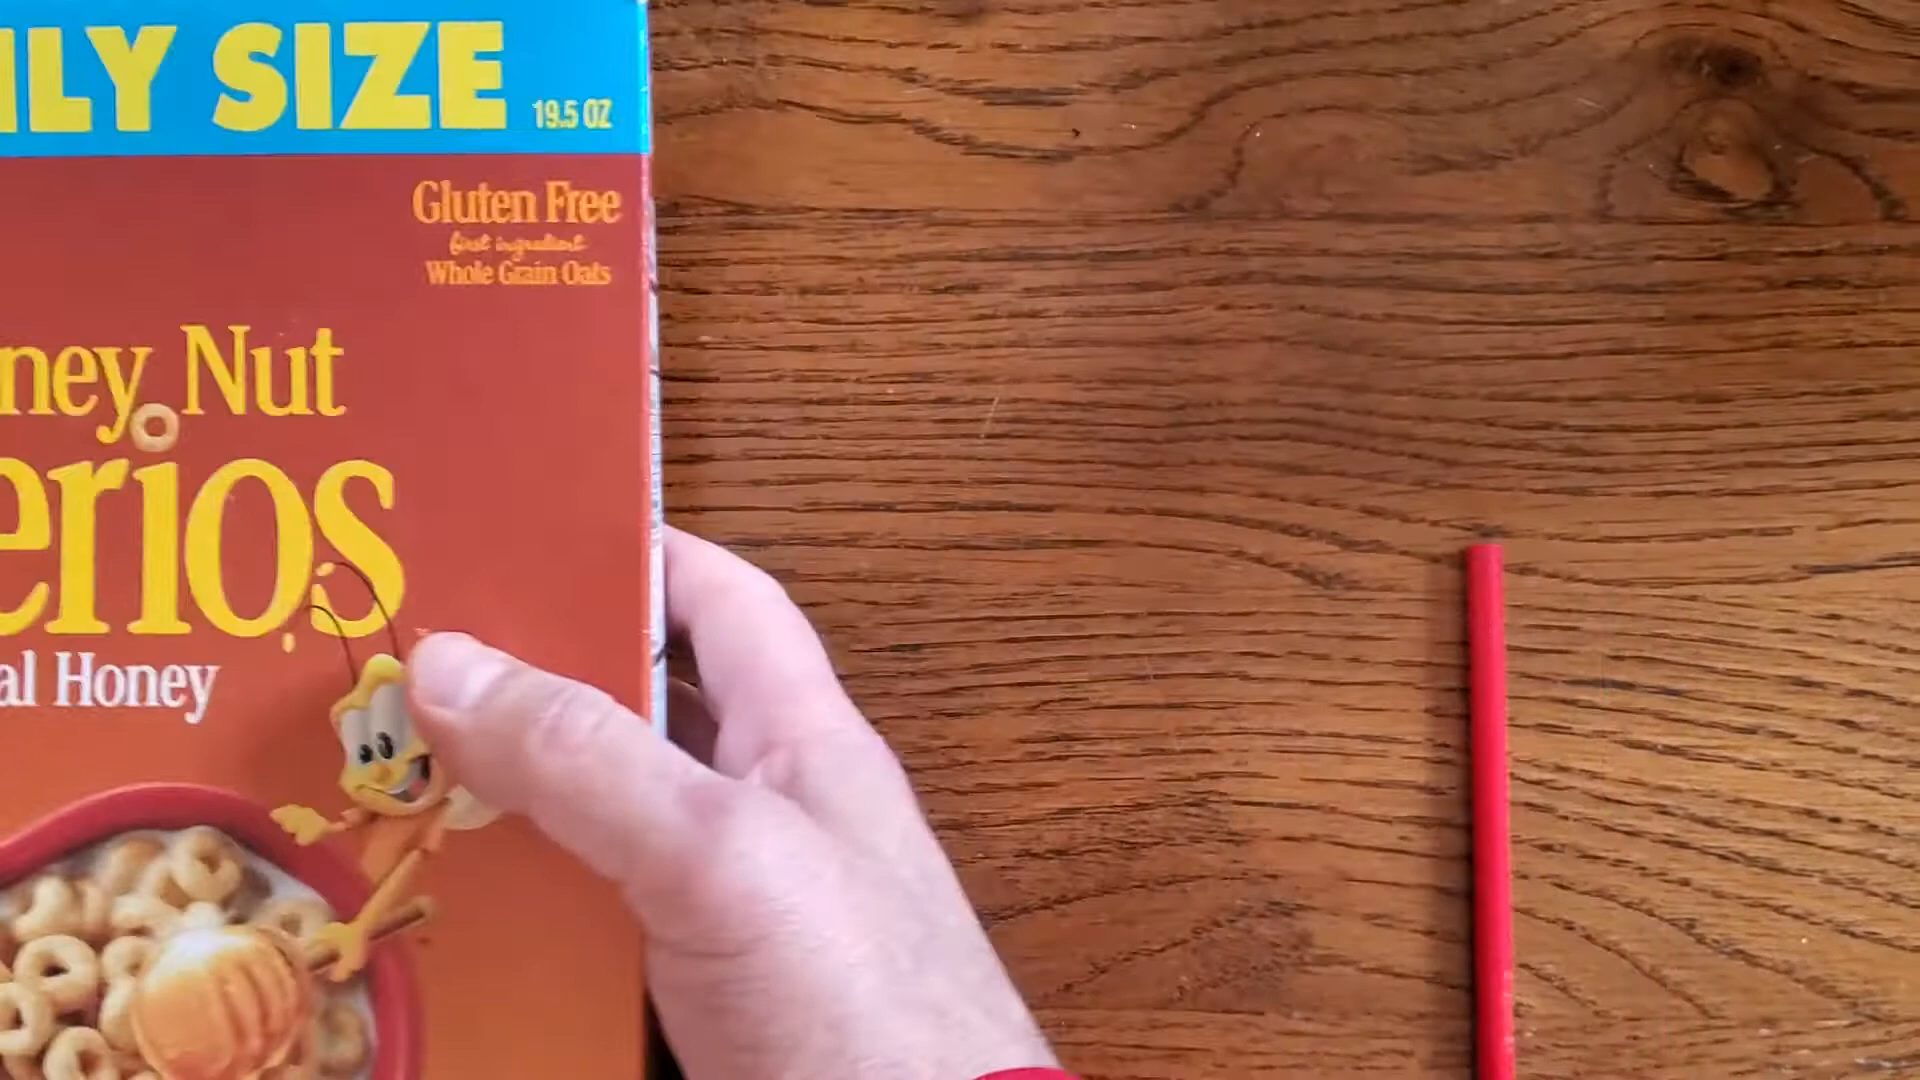 ILY SIZE
19.5 OZ
Gluten Free
first ingredient
Whole Grain Oats
ney Nut
erios
al Honey